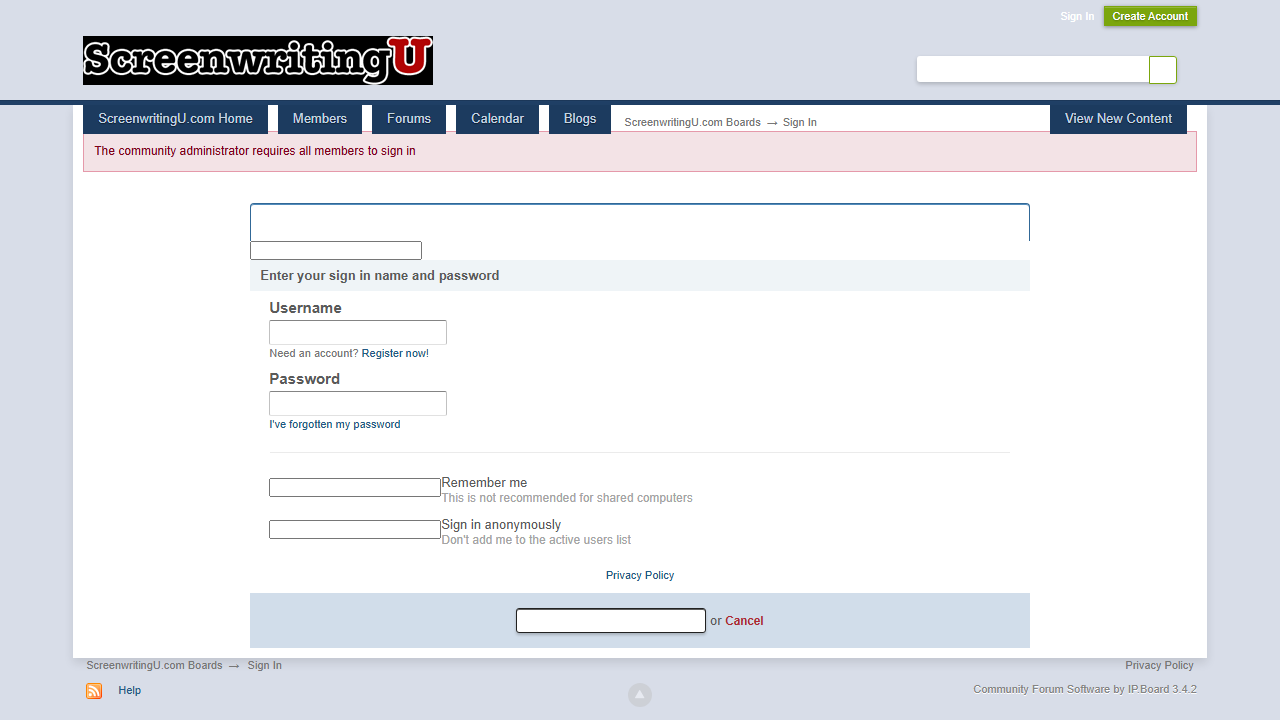 Sign In Create Account
ScreenwritingU
ScreenwritingU.com Home Members Forums Calendar Blogs ScreenwritingU.com Boards → Sign In View New Content
The community administrator requires all members to sign in
Enter your sign in name and password
Username
Need an account? Register now!
Password
I've forgotten my password
Remember me
This is not recommended for shared computers
Sign in anonymously
Don't add me to the active users list
Privacy Policy
or Cancel
ScreenwritingU.com Boards → Sign In Privacy Policy
Help Community Forum Software by IP.Board 3.4.2